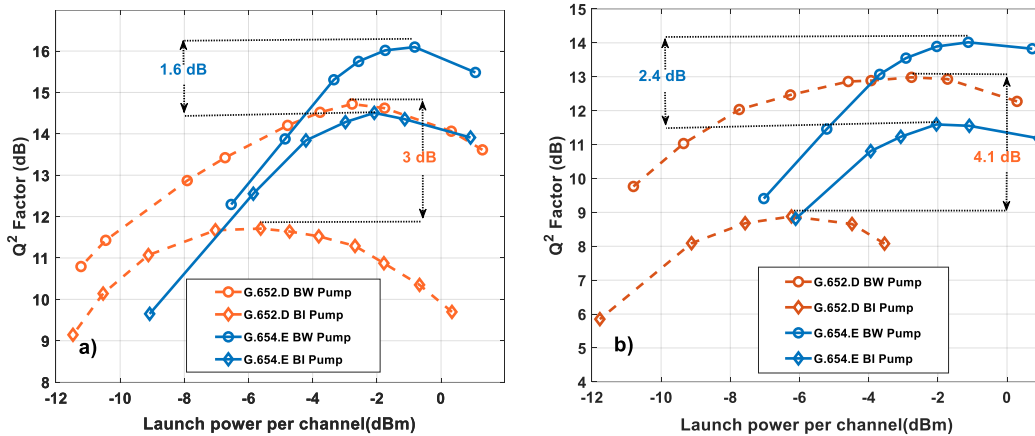 16
15
14
13
12
11
10
9
8
Q² Factor (dB)
1.6 dB
3 dB
G.652.D BW Pump
G.652.D BI Pump
G.654.E BW Pump
G.654.E BI Pump
a)
-12 -10 -8 -6 -4 -2 0
Launch power per channel(dBm)
15
14
13
12
11
10
9
8
7
6
5
4
Q² Factor (dB)
2.4 dB
4.1 dB
G.652.D BW Pump
G.652.D BI Pump
G.654.E BW Pump
G.654.E BI Pump
b)
-12 -10 -8 -6 -4 -2 0
Launch power per channel(dBm)